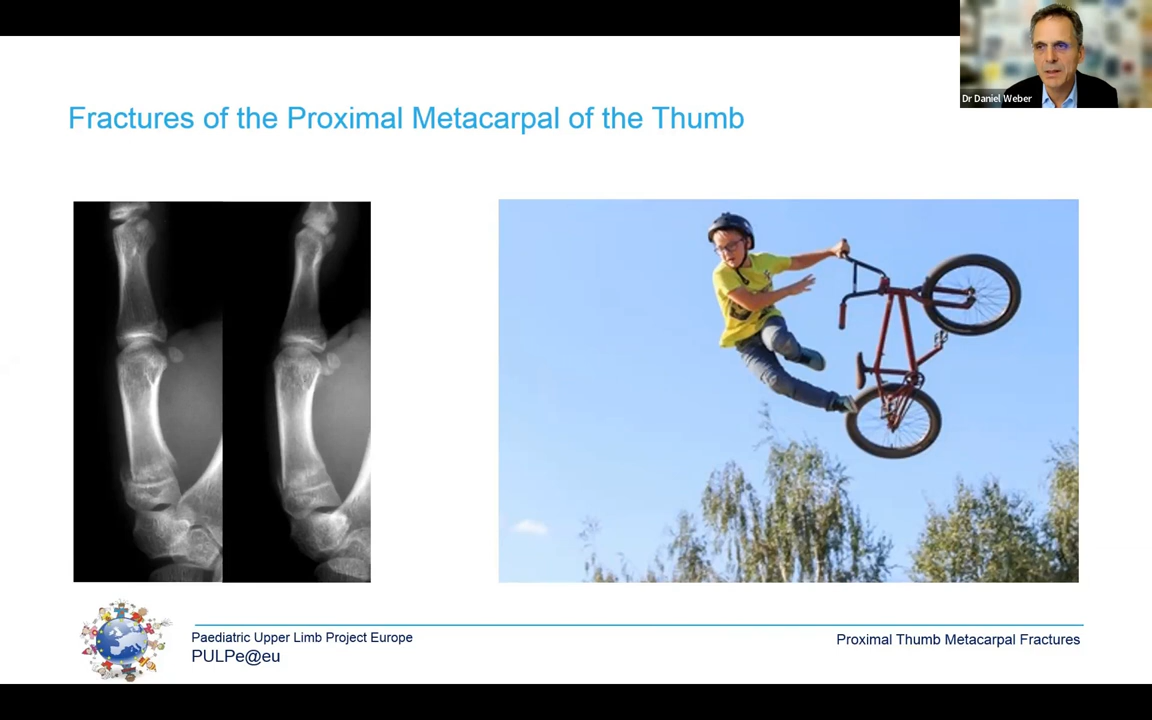 Dr Daniel Weber
Fractures of the Proximal Metacarpal of the Thumb
Paediatric Upper Limb Project Europe
PULPe@eu
Proximal Thumb Metacarpal Fractures